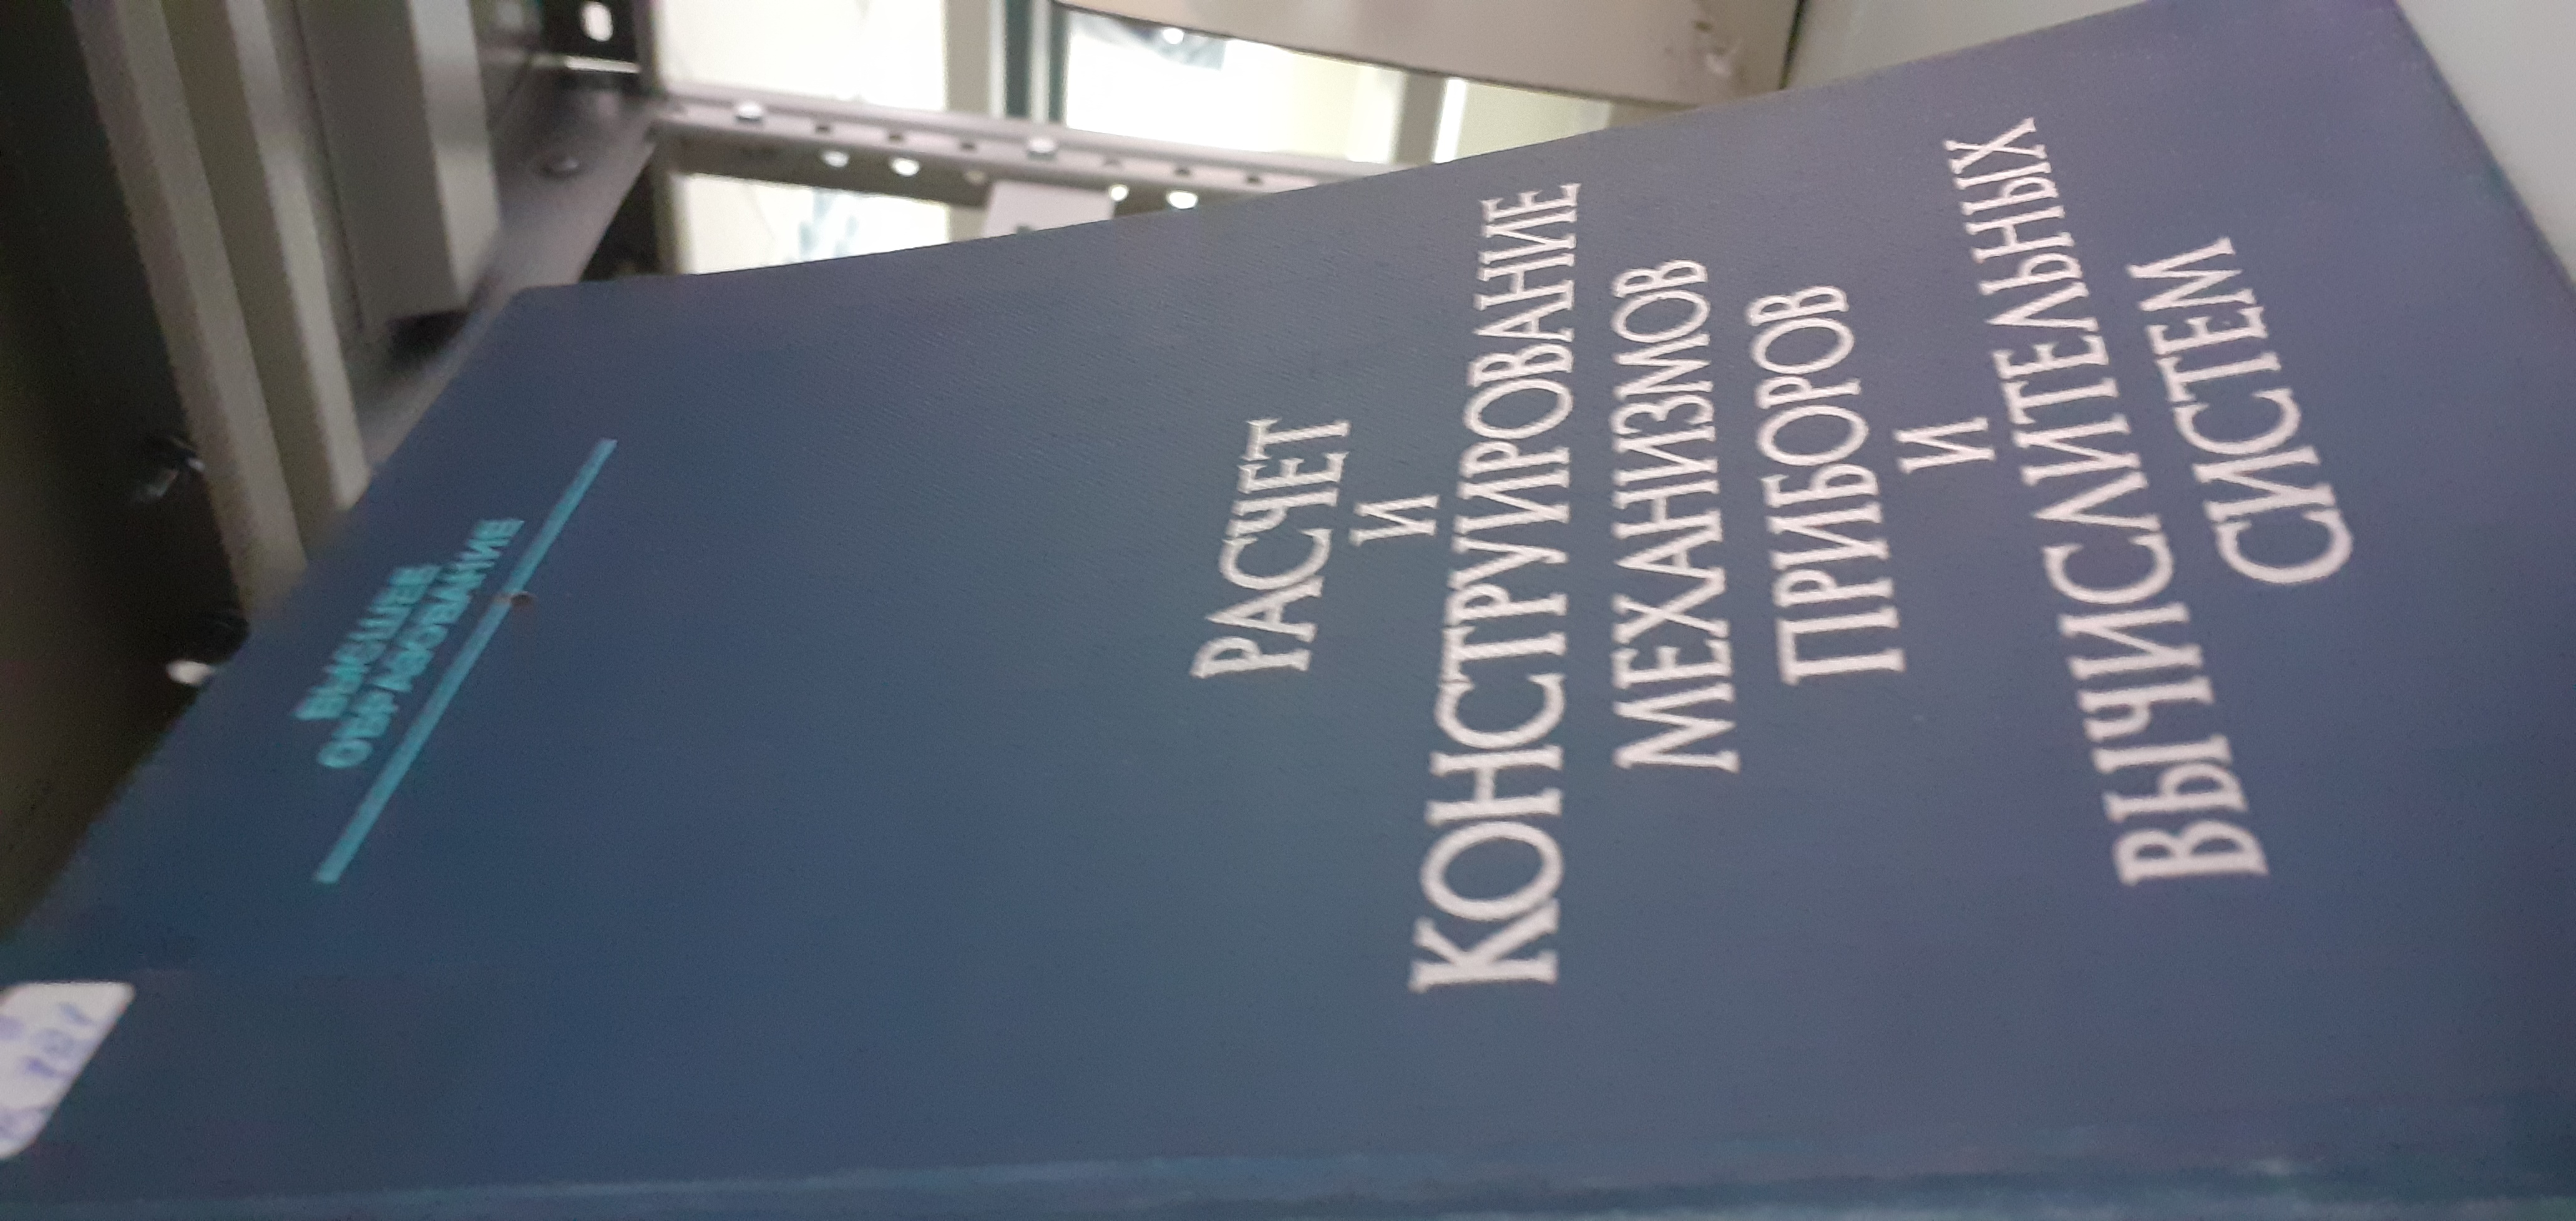 ВЫСШЕЕ
ОБРАЗОВАНИЕ
РАСЧЕТ
И
КОНСТРУИРОВАНИЕ
МЕХАНИЗМОВ
ПРИБОРОВ
И
ВЫЧИСЛИТЕЛЬНЫХ
СИСТЕМ